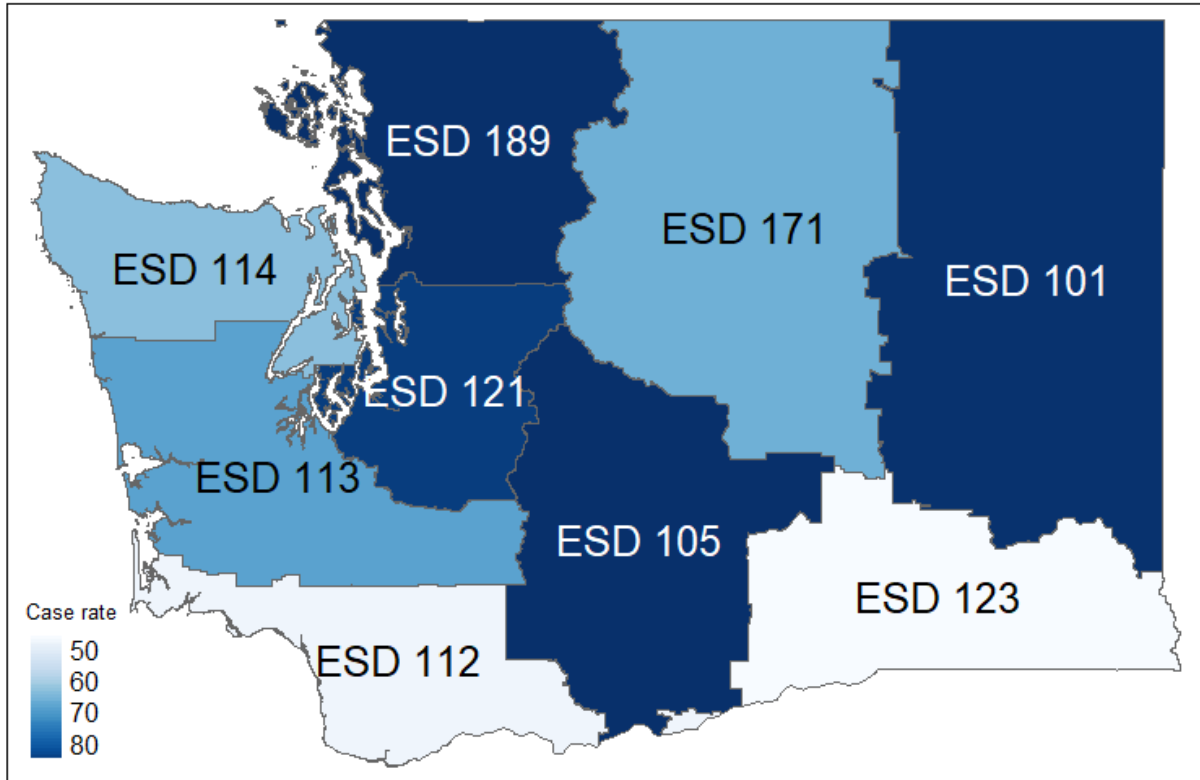 ESD 189
ESD 171
ESD 114
ESD 101
ESD 121
ESD 113
ESD 105
ESD 123
ESD 112
Case rate
50
60
70
80